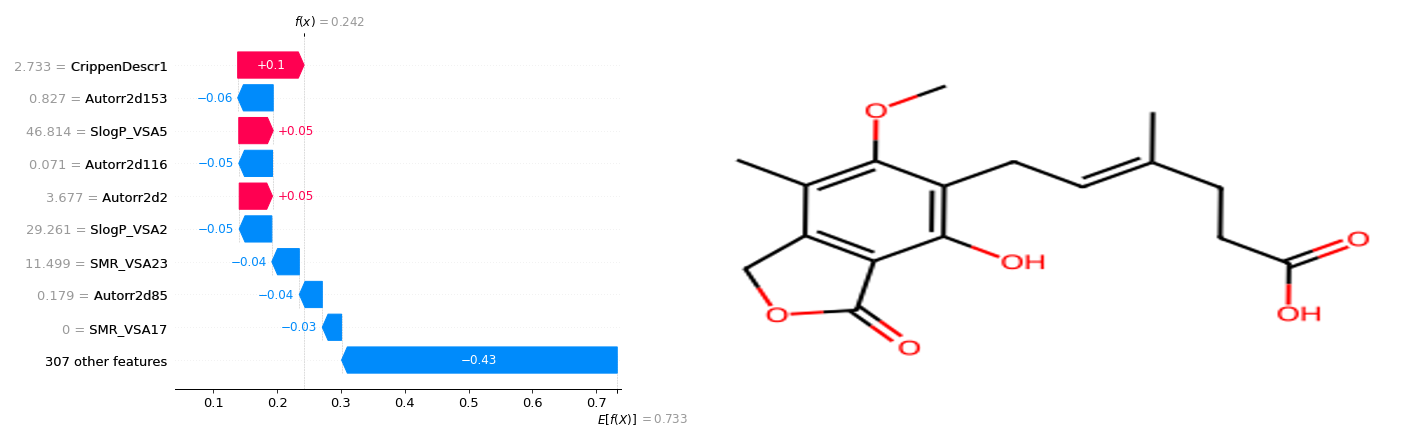 f(x) = 0.242
2.733 = CrippenDescr1
+0.1
0.827 = Autorr2d153
−0.06
46.814 = SlogP_VSA5
+0.05
0.071 = Autorr2d116
−0.05
3.677 = Autorr2d2
+0.05
29.261 = SlogP_VSA2
−0.05
11.499 = SMR_VSA23
−0.04
0.179 = Autorr2d85
−0.04
0 = SMR_VSA17
−0.03
307 other features
−0.43
0.1 0.2 0.3 0.4 0.5 0.6 0.7
E[f(X)] = 0.733
O
OH
O
OH
O
O